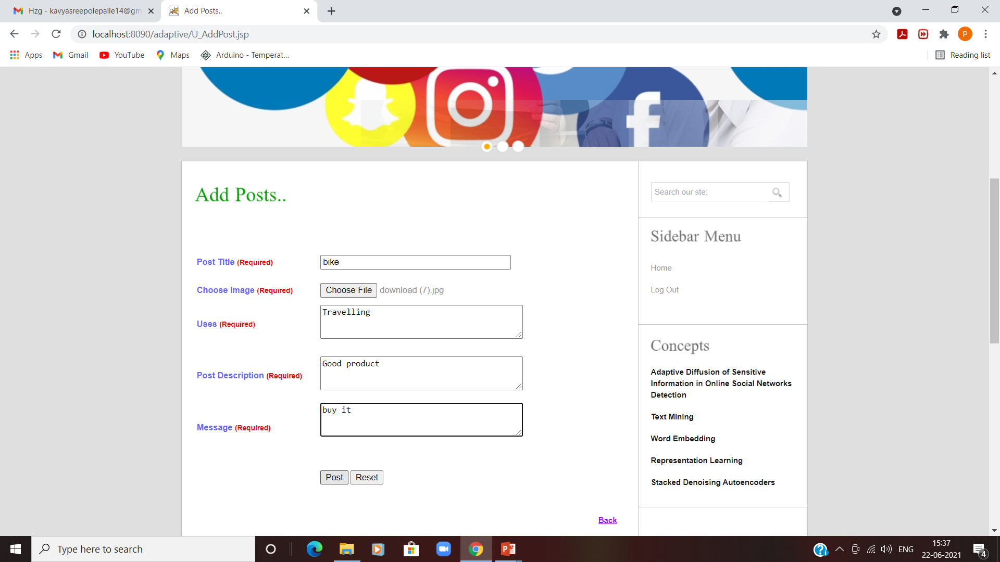 Hzg - kavyasreepolepalle14@gm
Add Posts..
localhost:8090/adaptive/U_AddPost.jsp
P
Apps
Gmail
YouTube
Maps
Arduino - Temperat...
Reading list
Add Posts..
Post Title (Required)
bike
Choose Image (Required)
Choose File download (7).jpg
Uses (Required)
Travelling
Post Description (Required)
Good product
Message (Required)
buy it
Post
Reset
Back
Search our ste:
Sidebar Menu
Home
Log Out
Concepts
Adaptive Diffusion of Sensitive
Information in Online Social Networks
Detection
Text Mining
Word Embedding
Representation Learning
Stacked Denoising Autoencoders
Type here to search
ENG
15:37
22-06-2021
4